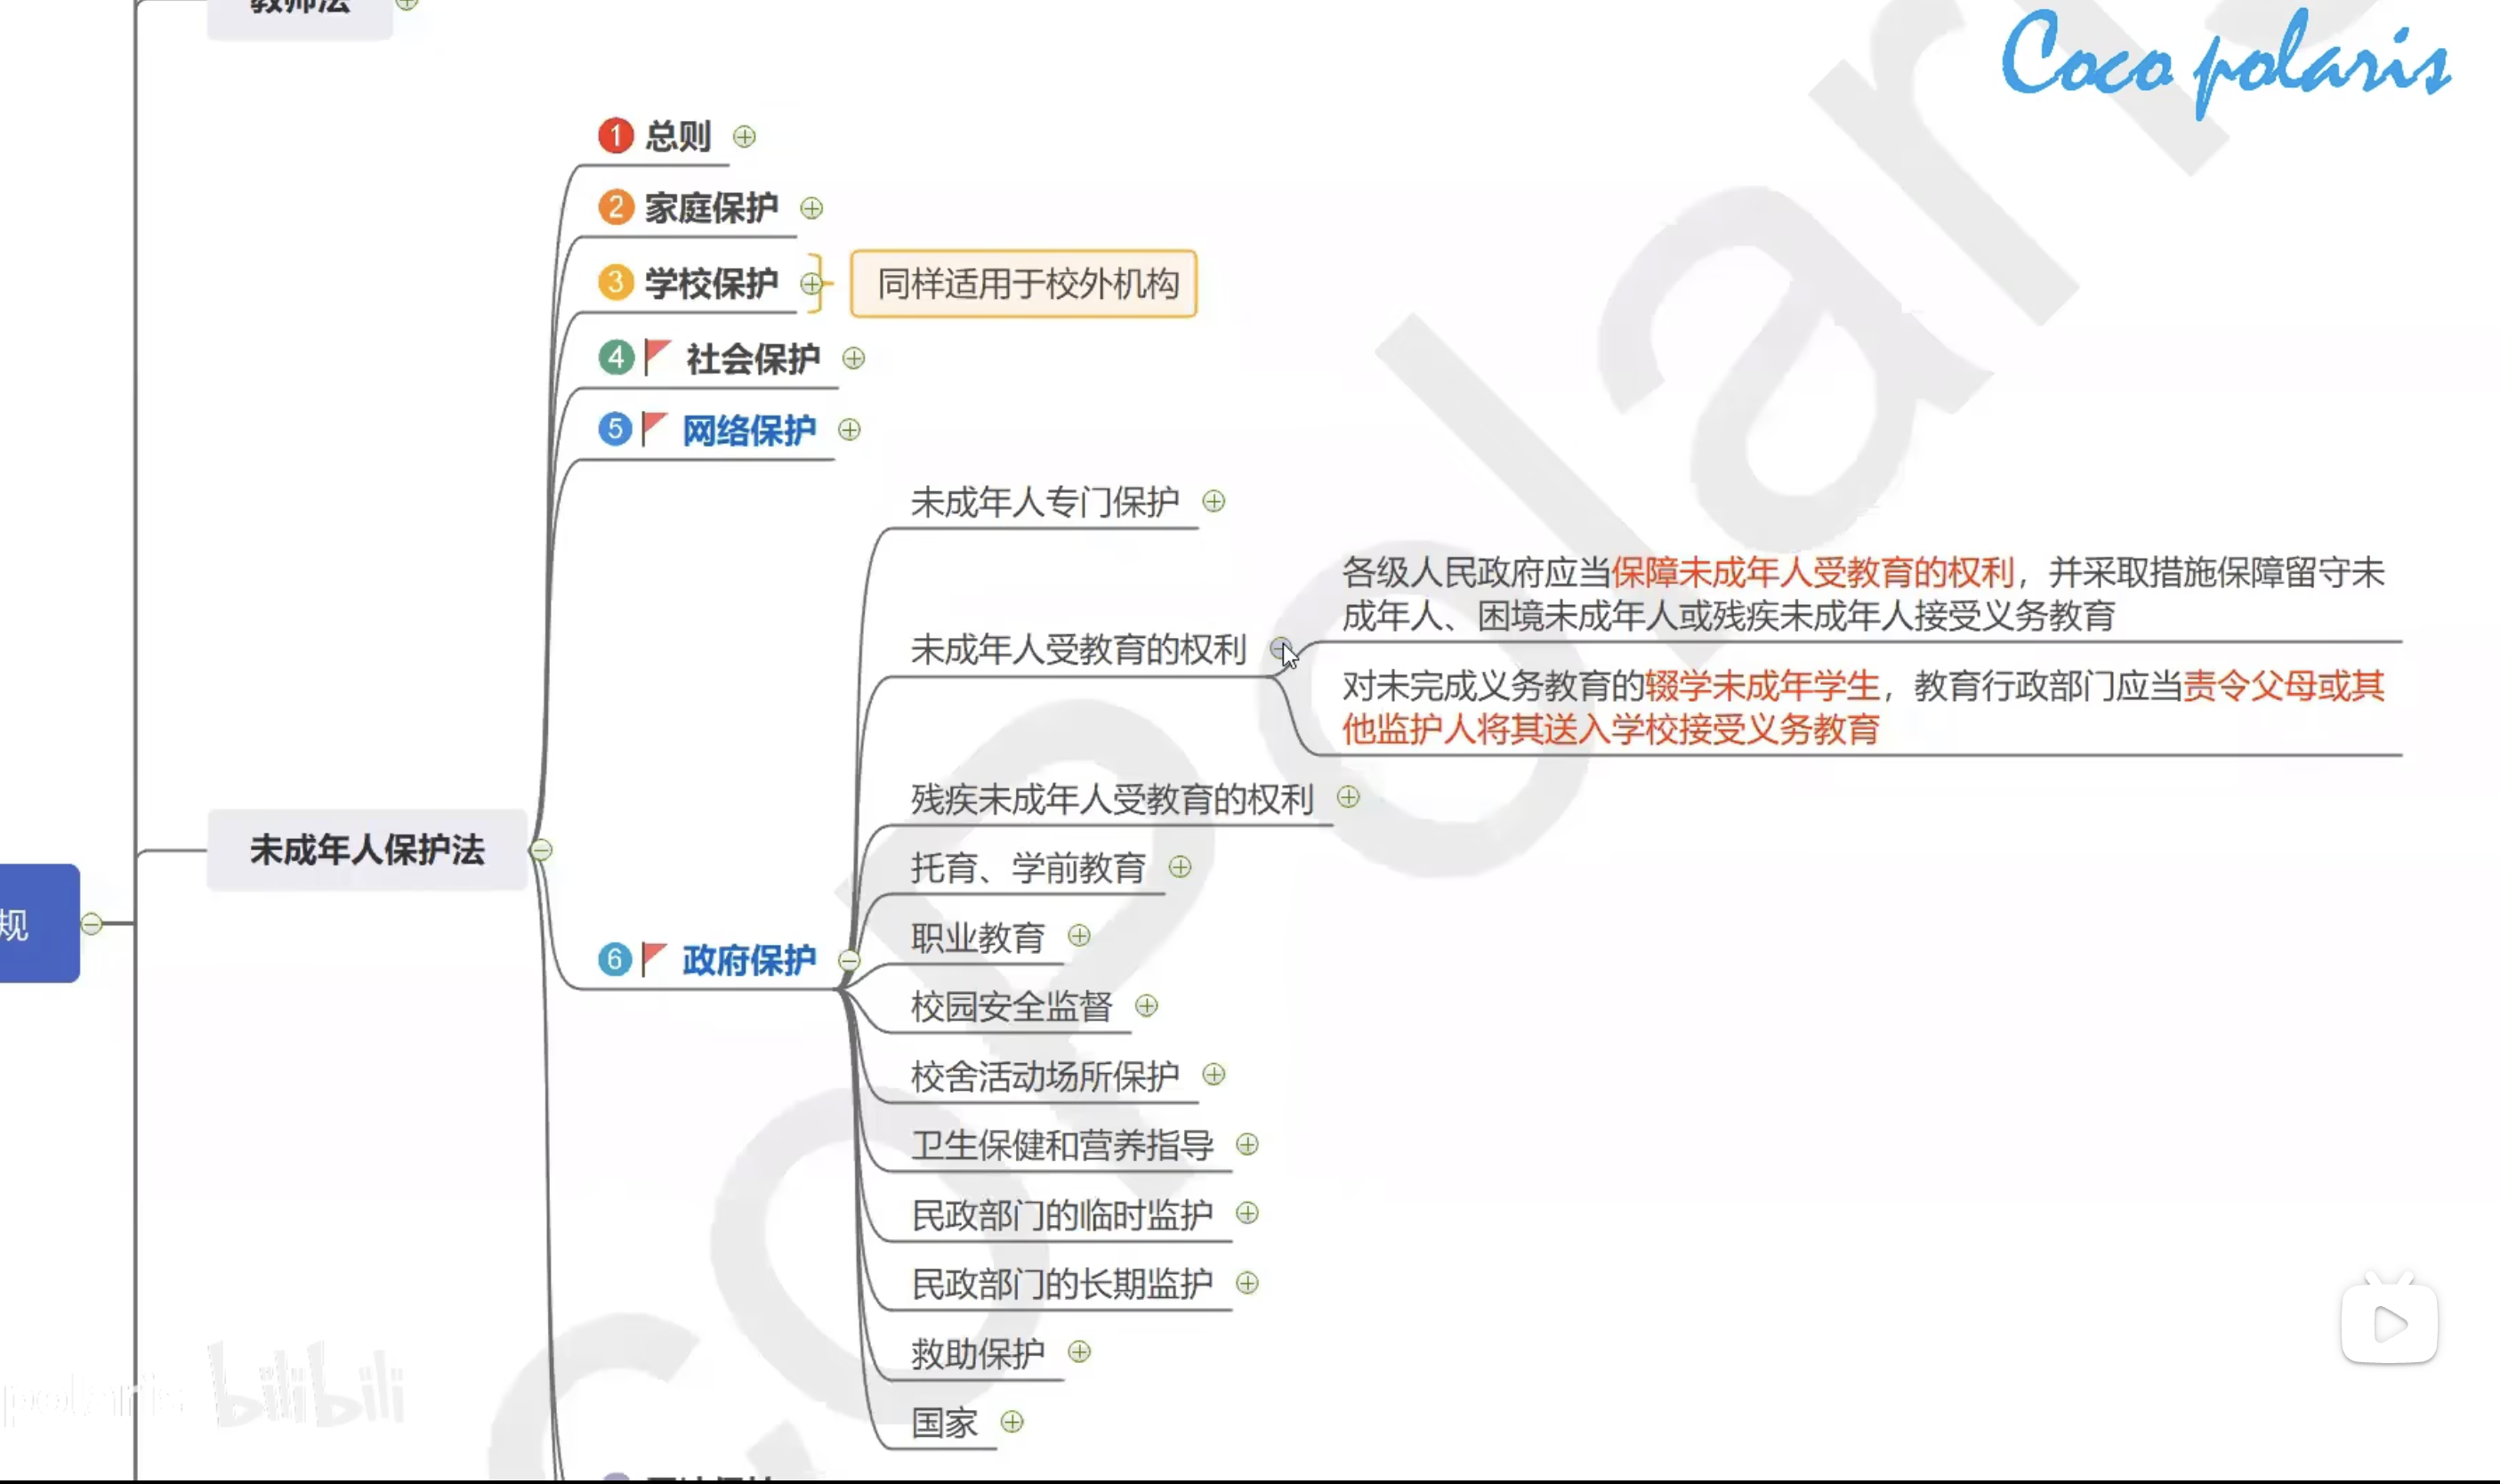 教师法
Coco polaris
1 总则
2 家庭保护
3 学校保护
同样适用于校外机构
4 社会保护
5 网络保护
未成年人专门保护
各级人民政府应当保障未成年人受教育的权利，并采取措施保障留守未
成年人、困境未成年人或残疾未成年人接受义务教育
未成年人受教育的权利
对未完成义务教育的辍学未成年学生，教育行政部门应当责令父母或其
他监护人将其送入学校接受义务教育
残疾未成年人受教育的权利
托育、学前教育
未成年人保护法
规
职业教育
6 政府保护
校园安全监督
校舍活动场所保护
卫生保健和营养指导
民政部门的临时监护
民政部门的长期监护
救助保护
polaris bilibili
国家
Coco polaris